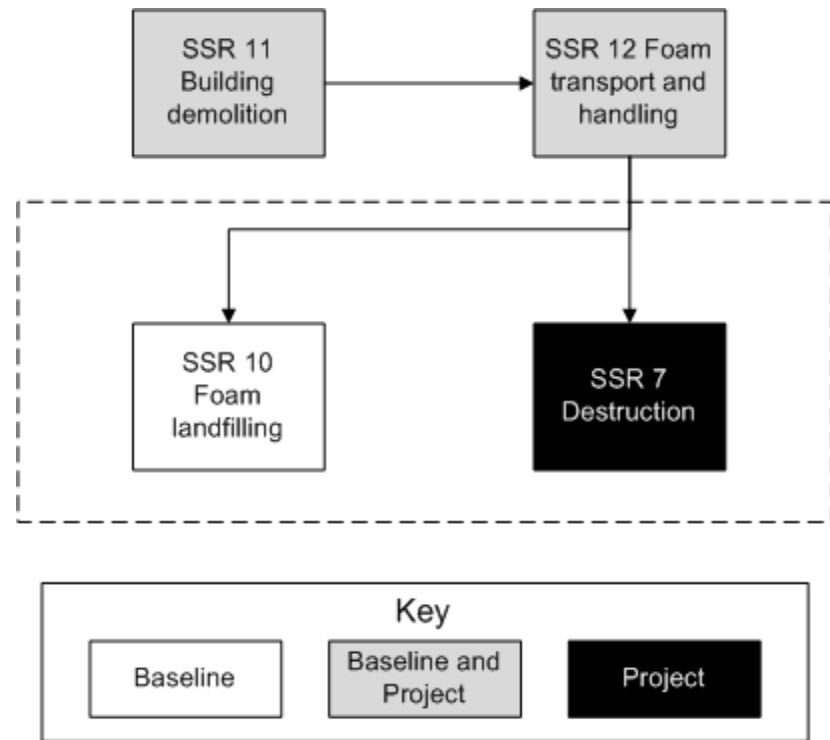 SSR 11
Building
demolition
SSR 12 Foam
transport and
handling
SSR 10
Foam
landfilling
SSR 7
Destruction
Key
Baseline
Baseline and
Project
Project